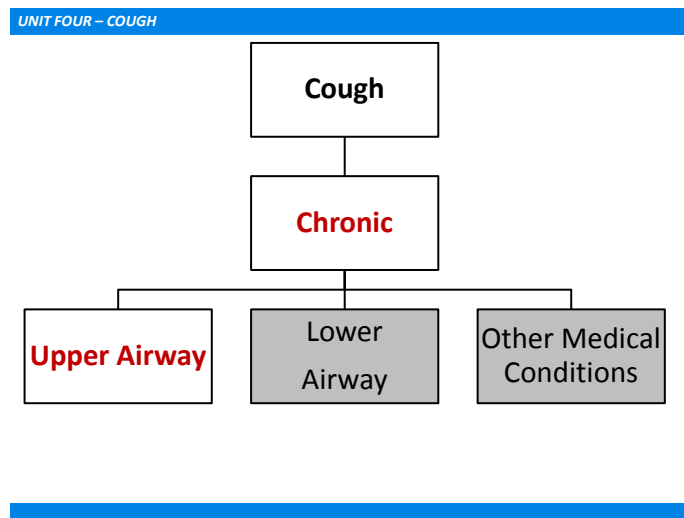 UNIT FOUR – COUGH
Cough
Chronic
Upper Airway
Lower
Airway
Other Medical
Conditions